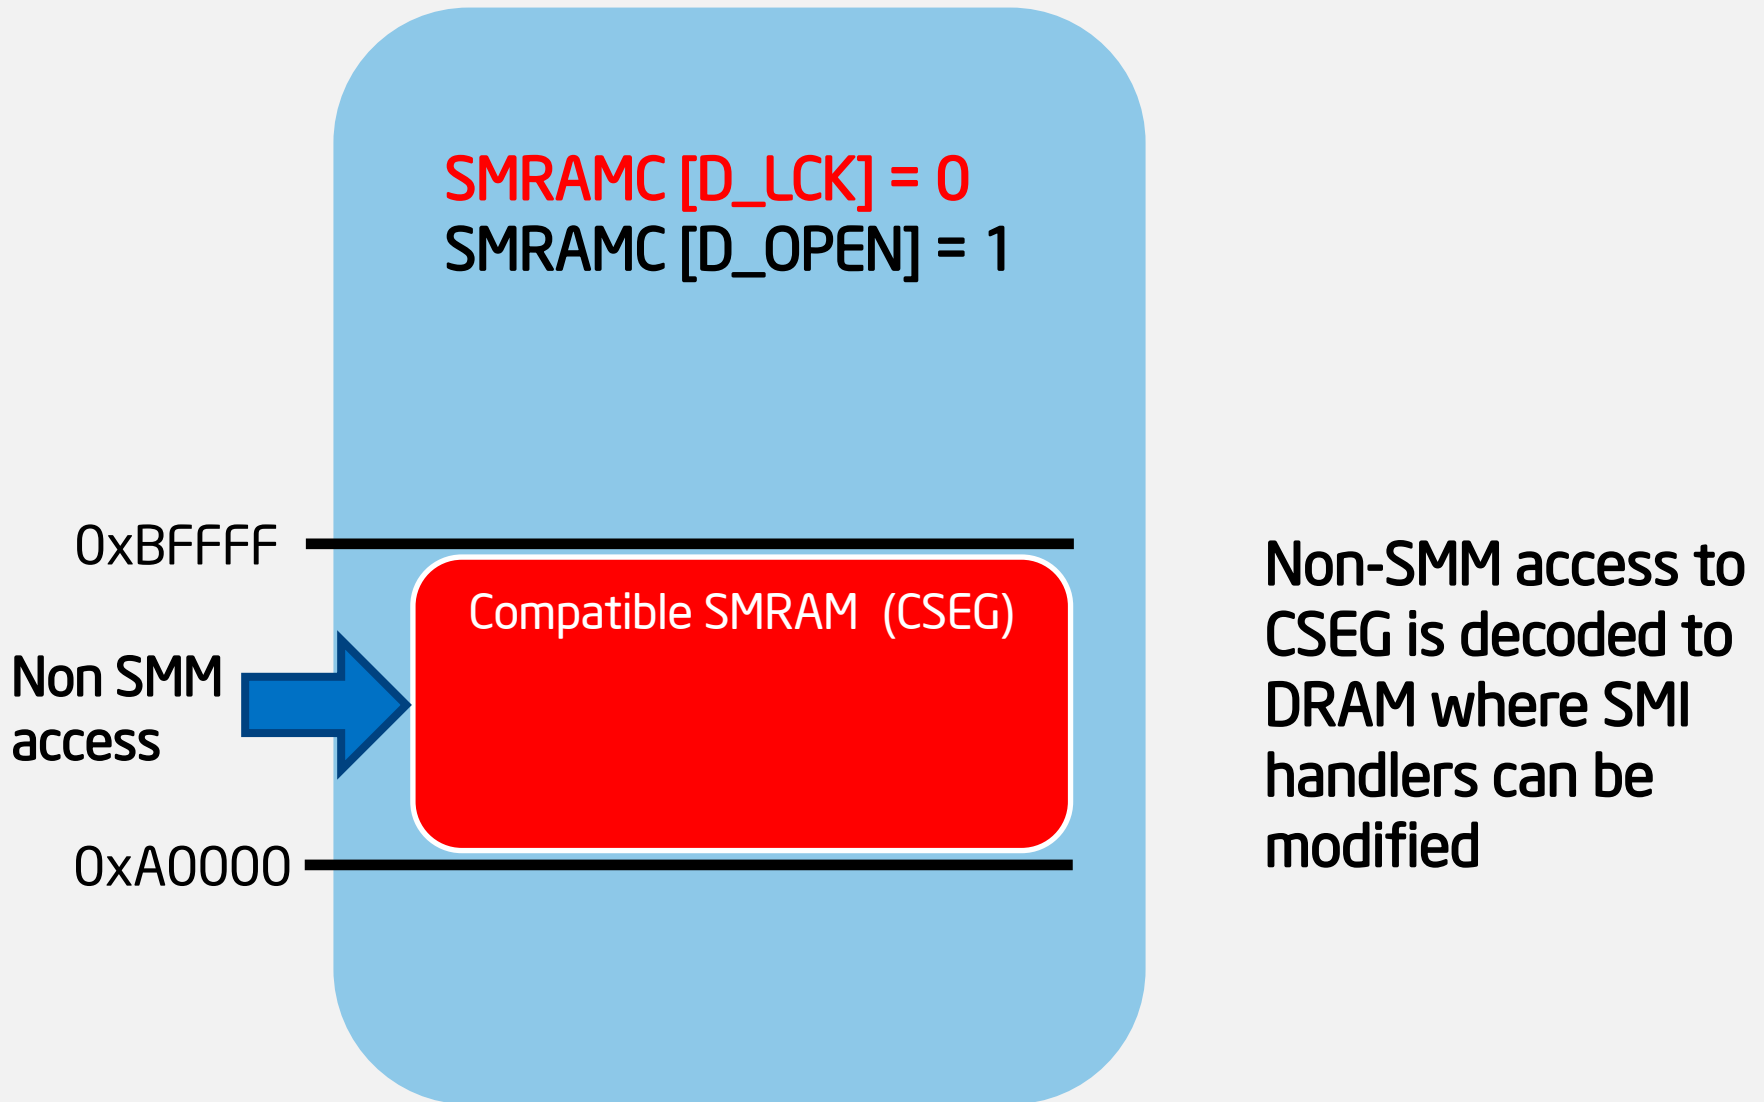 SMRAMC [D_LCK] = 0
SMRAMC [D_OPEN] = 1
0xBFFFF
Compatible SMRAM (CSEG)
Non SMM
access
0xA0000
Non-SMM access to
CSEG is decoded to
DRAM where SMI
handlers can be
modified